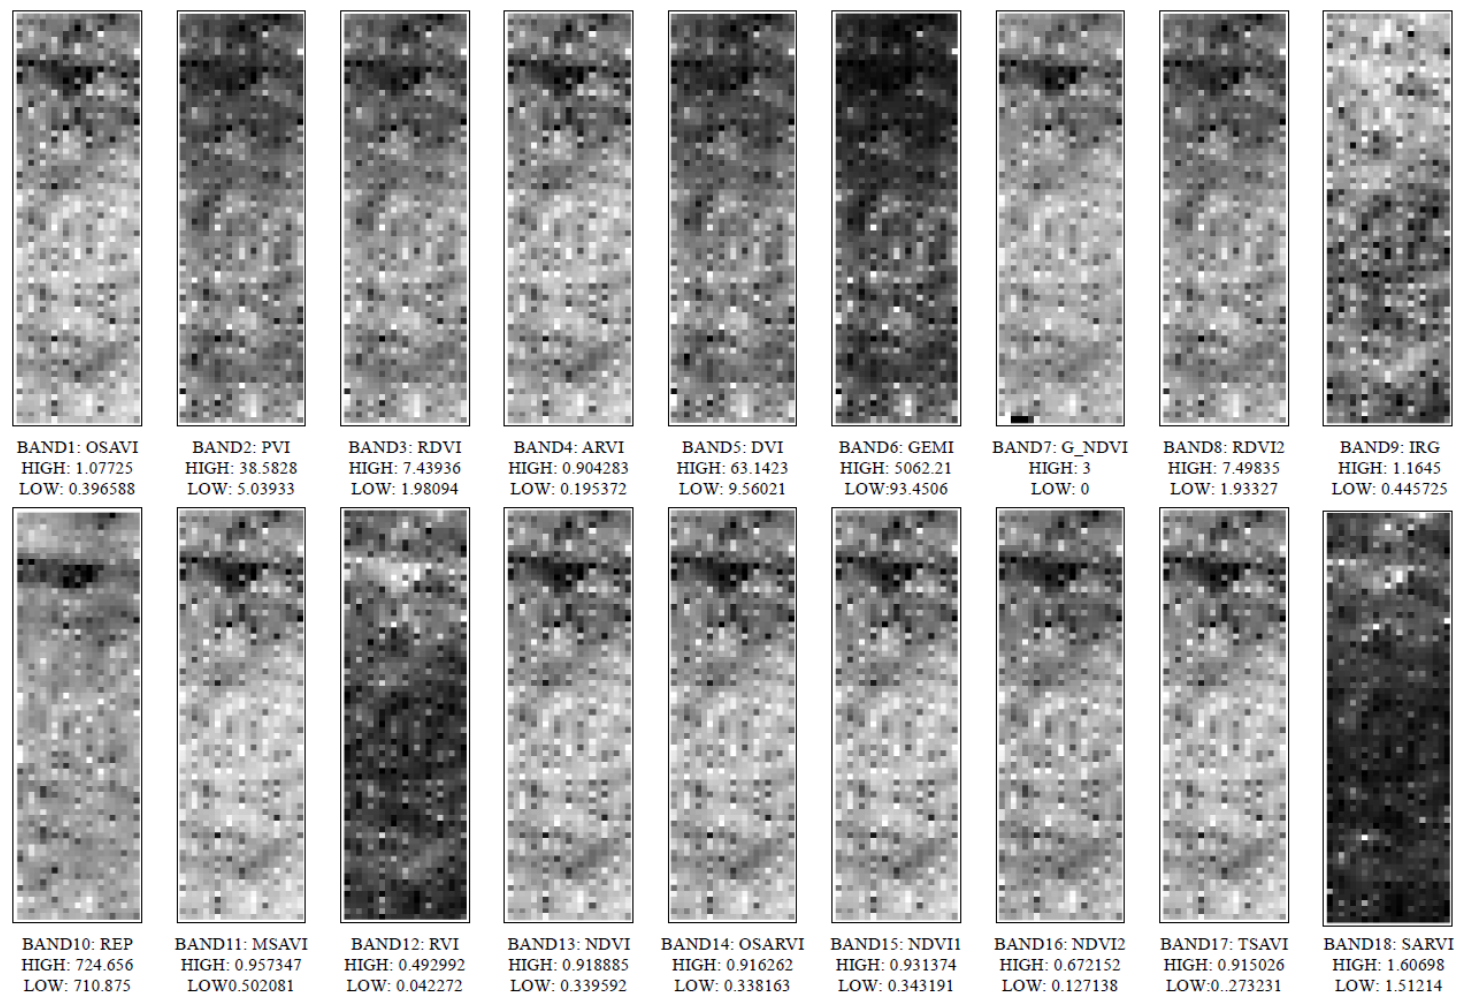 BAND1: OSAVI
HIGH: 1.07725
LOW: 0.396588
BAND2: PVI
HIGH: 38.5828
LOW: 5.03933
BAND3: RDVI
HIGH: 7.43936
LOW: 1.98094
BAND4: ARVI
HIGH: 0.904283
LOW: 0.195372
BAND5: DVI
HIGH: 63.1423
LOW: 9.56021
BAND6: GEMI
HIGH: 5062.21
LOW:93.4506
BAND7: G_NDVI
HIGH: 3
LOW: 0
BAND8: RDVI2
HIGH: 7.49835
LOW: 1.93327
BAND9: IRG
HIGH: 1.1645
LOW: 0.445725
BAND10: REP
HIGH: 724.656
LOW: 710.875
BAND11: MSAVI
HIGH: 0.957347
LOW0.502081
BAND12: RVI
HIGH: 0.492992
LOW: 0.042272
BAND13: NDVI
HIGH: 0.918885
LOW: 0.339592
BAND14: OSARVI
HIGH: 0.916262
LOW: 0.338163
BAND15: NDVI1
HIGH: 0.931374
LOW: 0.343191
BAND16: NDVI2
HIGH: 0.672152
LOW: 0.127138
BAND17: TSAVI
HIGH: 0.915026
LOW:0..273231
BAND18: SARVI
HIGH: 1.60698
LOW: 1.51214